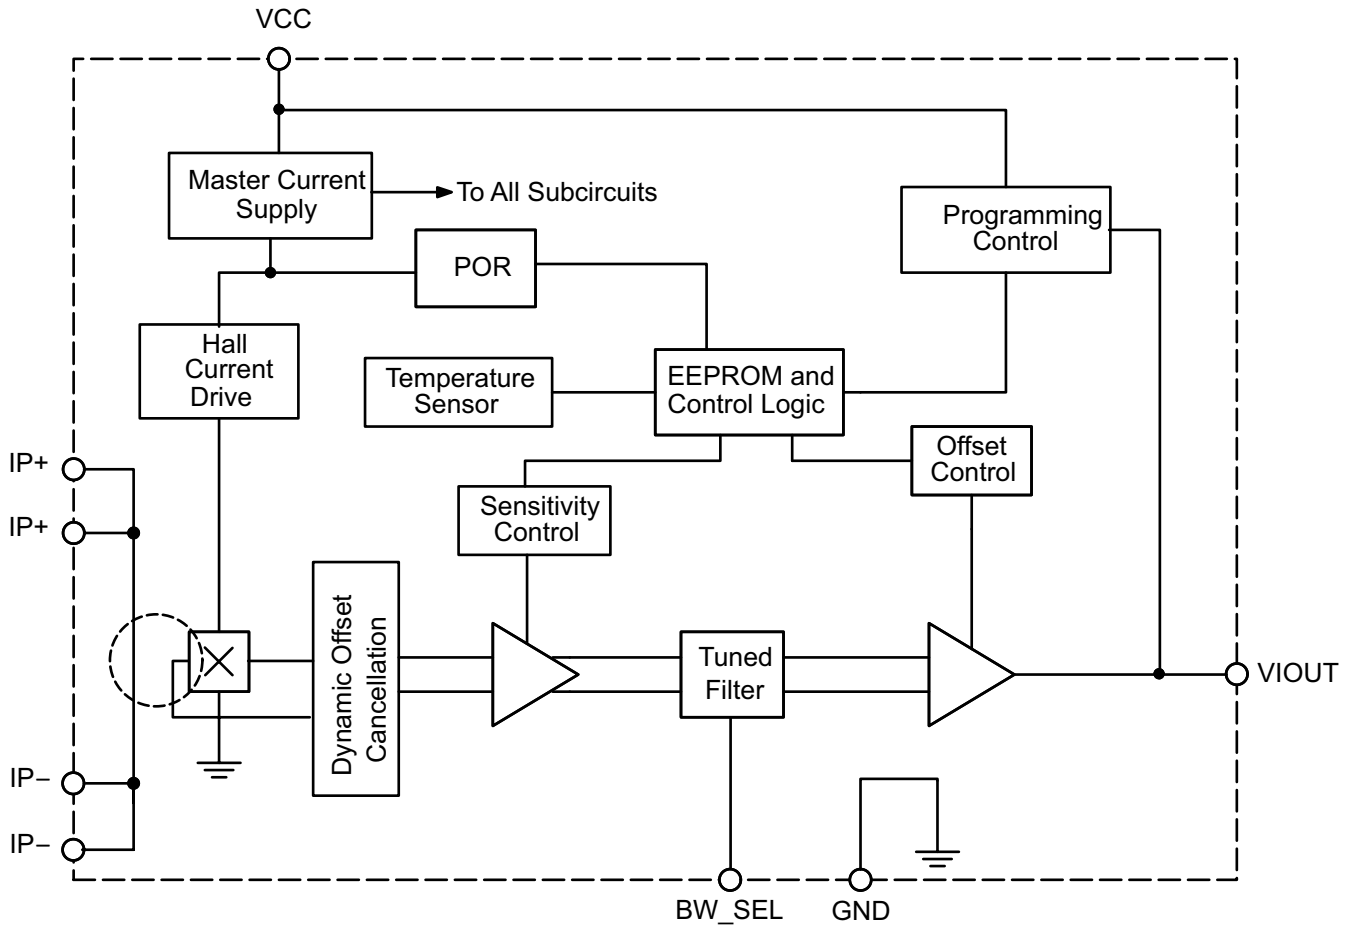 VCC
Master Current
Supply
To All Subcircuits
Programming
Control
POR
Hall
Current
Drive
Temperature
Sensor
EEPROM and
Control Logic
Offset
Control
IP+
IP+
Sensitivity
Control
Dynamic Offset
Cancellation
Tuned
Filter
VIOUT
IP−
IP−
BW_SEL
GND